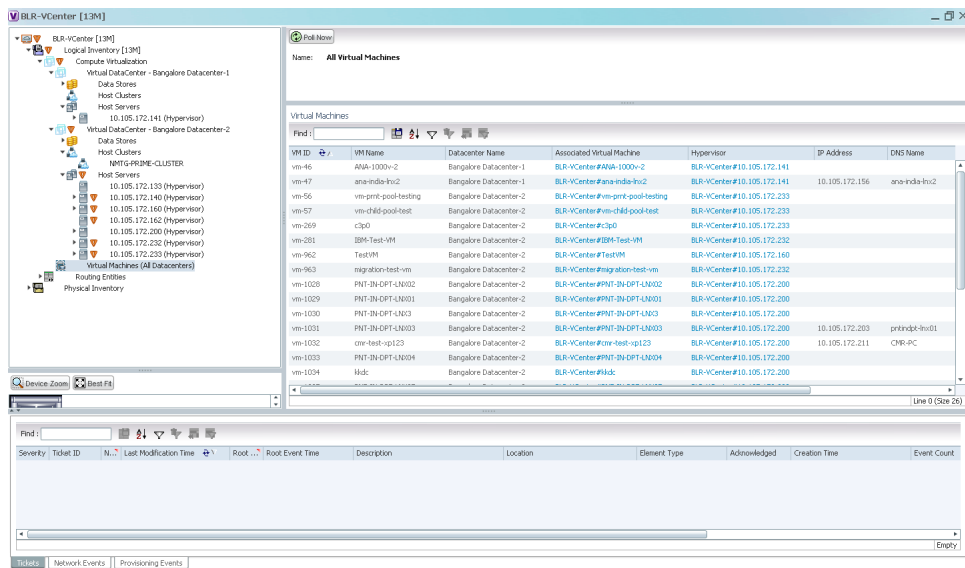 BLR-VCenter [13M]
BLR-VCenter [13M]
Logical Inventory [13M]
Compute Virtualization
Virtual DataCenter - Bangalore Datacenter-1
Data Stores
Host Clusters
Host Servers
10.105.172.141 (Hypervisor)
Virtual DataCenter - Bangalore Datacenter-2
Data Stores
Host Clusters
NMTG-PRIME-CLUSTER
Host Servers
10.105.172.133 (Hypervisor)
10.105.172.140 (Hypervisor)
10.105.172.160 (Hypervisor)
10.105.172.162 (Hypervisor)
10.105.172.200 (Hypervisor)
10.105.172.232 (Hypervisor)
10.105.172.233 (Hypervisor)
Virtual Machines (All Datacenters)
Routing Entities
Physical Inventory
Device Zoom Best Fit
Poll Now
Name: All Virtual Machines
Virtual Machines
Find :
VM ID VM Name Datacenter Name Associated Virtual Machine Hypervisor IP Address DNS Name
vm-46 ANA-1000v-2 Bangalore Datacenter-1 BLR-VCenter#ANA-1000v-2 BLR-VCenter#10.105.172.141
vm-47 ana-india-lnx2 Bangalore Datacenter-1 BLR-VCenter#ana-india-lnx2 BLR-VCenter#10.105.172.141 10.105.172.156 ana-india-lnx2
vm-56 vm-prnt-pool-testing Bangalore Datacenter-2 BLR-VCenter#vm-prnt-pool-testing BLR-VCenter#10.105.172.233
vm-57 vm-child-pool-test Bangalore Datacenter-2 BLR-VCenter#vm-child-pool-test BLR-VCenter#10.105.172.233
vm-269 c3p0 Bangalore Datacenter-2 BLR-VCenter#c3p0 BLR-VCenter#10.105.172.233
vm-281 IBM-Test-VM Bangalore Datacenter-2 BLR-VCenter#IBM-Test-VM BLR-VCenter#10.105.172.232
vm-962 TestVM Bangalore Datacenter-2 BLR-VCenter#TestVM BLR-VCenter#10.105.172.160
vm-963 migration-test-vm Bangalore Datacenter-2 BLR-VCenter#migration-test-vm BLR-VCenter#10.105.172.232
vm-1028 PNT-IN-DPT-LNX02 Bangalore Datacenter-2 BLR-VCenter#PNT-IN-DPT-LNX02 BLR-VCenter#10.105.172.200
vm-1029 PNT-IN-DPT-LNX01 Bangalore Datacenter-2 BLR-VCenter#PNT-IN-DPT-LNX01 BLR-VCenter#10.105.172.200
vm-1030 PNT-IN-DPT-LNX3 Bangalore Datacenter-2 BLR-VCenter#PNT-IN-DPT-LNX3 BLR-VCenter#10.105.172.200
vm-1031 PNT-IN-DPT-LNX03 Bangalore Datacenter-2 BLR-VCenter#PNT-IN-DPT-LNX03 BLR-VCenter#10.105.172.200 10.105.172.203 pntindpt-lnx01
vm-1032 cmr-test-xp123 Bangalore Datacenter-2 BLR-VCenter#cmr-test-xp123 BLR-VCenter#10.105.172.200 10.105.172.211 CMR-PC
vm-1033 PNT-IN-DPT-LNX04 Bangalore Datacenter-2 BLR-VCenter#PNT-IN-DPT-LNX04 BLR-VCenter#10.105.172.200
vm-1034 kkdc Bangalore Datacenter-2 BLR-VCenter#kkdc BLR-VCenter#10.105.172.200
Line 0 (Size 26)
Find :
Severity Ticket ID N... Last Modification Time Root ... Root Event Time Description Location Element Type Acknowledged Creation Time Event Count
Empty
Tickets Network Events Provisioning Events